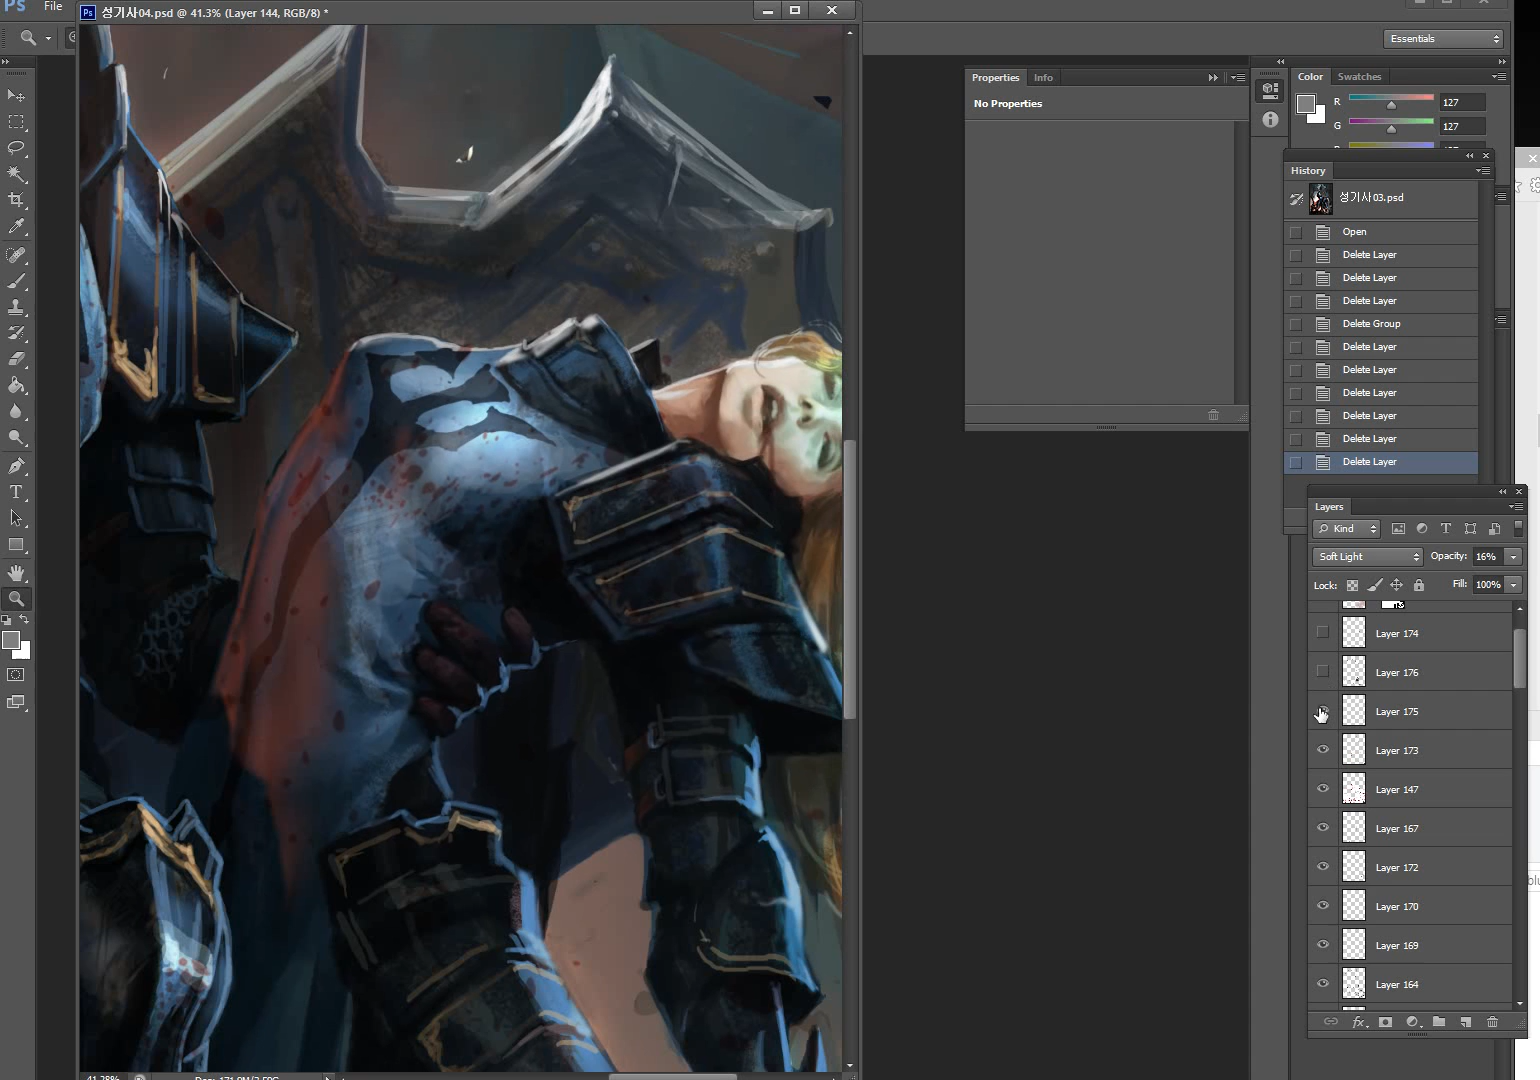 Ps File
Ps 성기사04.psd @ 41.3% (Layer 144, RGB/8) *
Essentials
Properties Info
No Properties
Color Swatches
R 127
G 127
History
성기사03.psd
Open
Delete Layer
Delete Layer
Delete Layer
Delete Group
Delete Layer
Delete Layer
Delete Layer
Delete Layer
Delete Layer
Delete Layer
Layers
Kind
Soft Light Opacity: 16%
Lock: Fill: 100%
Layer 174
Layer 176
Layer 175
Layer 173
Layer 147
Layer 167
Layer 172
Layer 170
Layer 169
Layer 164
fx